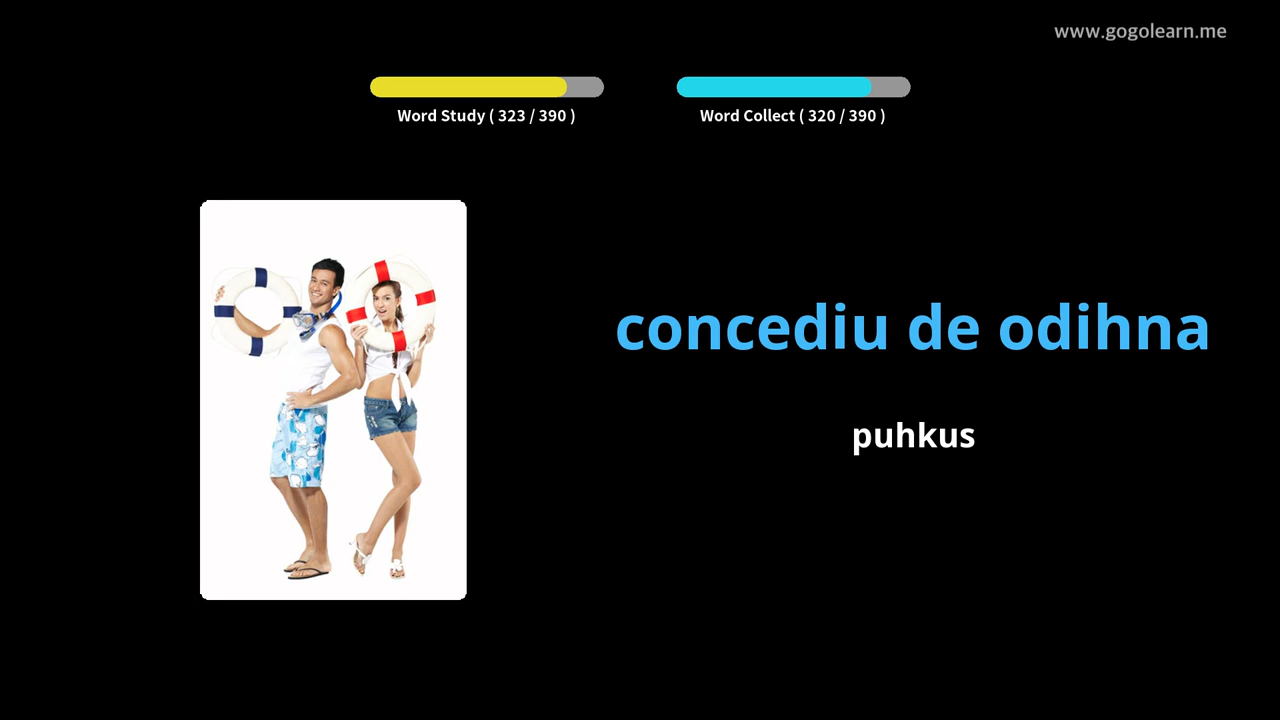 www.gogolearn.me
Word Study ( 323 / 390 )
Word Collect ( 320 / 390 )
concediu de odihna
puhkus